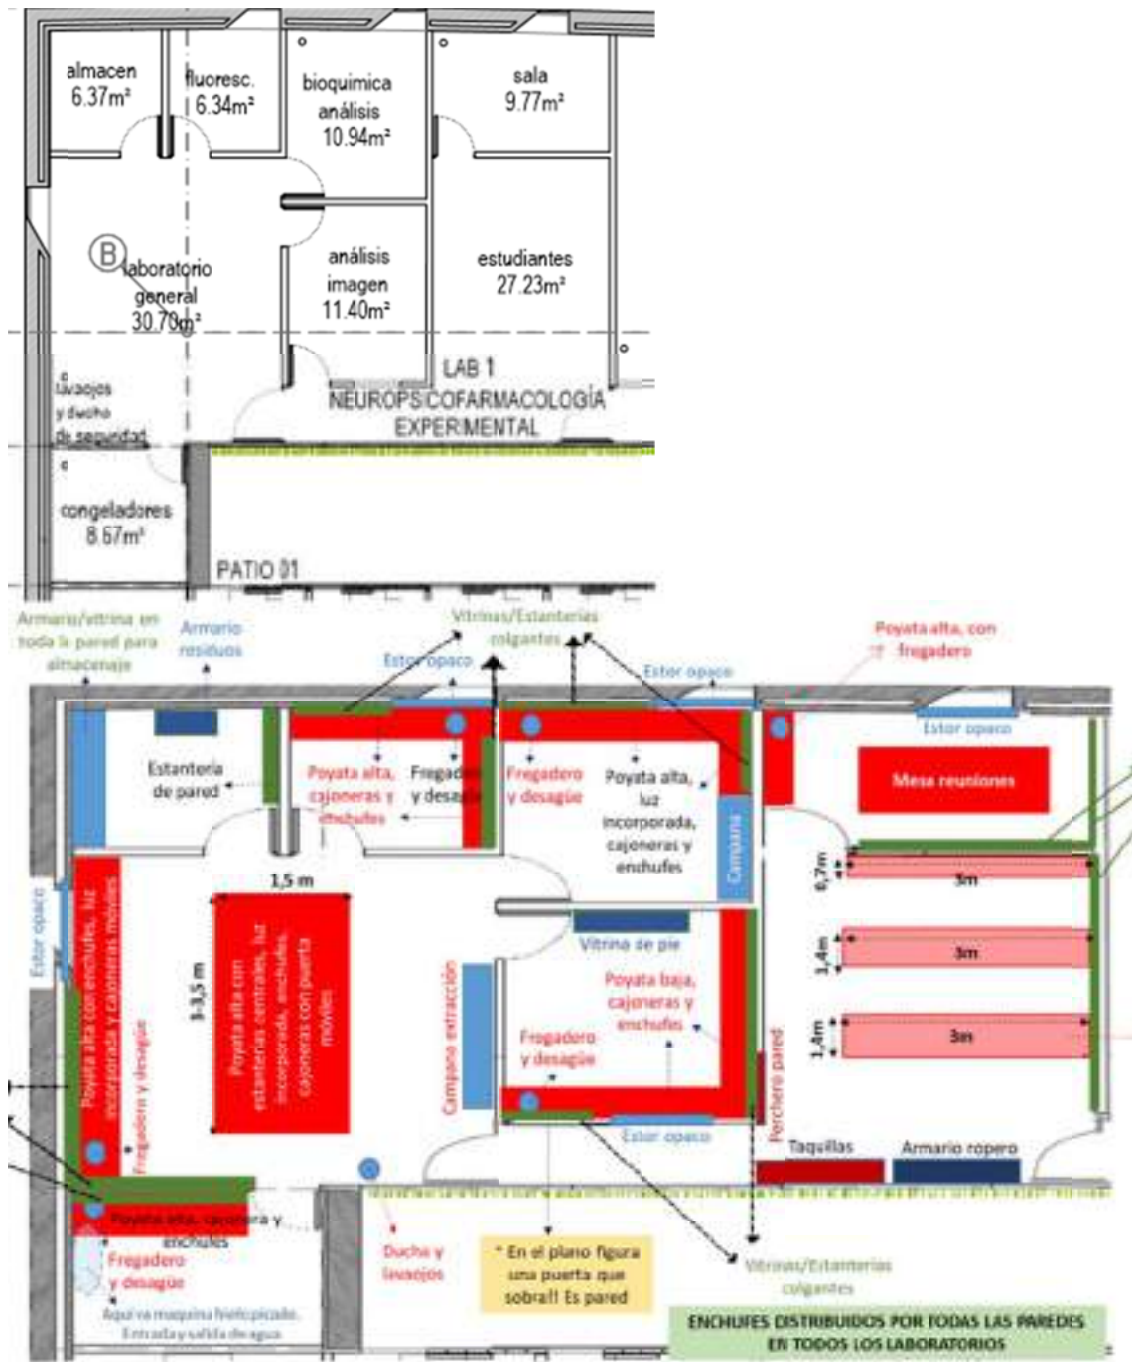 almacen
6.37m²
fluoresc.
6.34m²
bioquimica
análisis
10.94m²
sala
9.77m²
B
laboratorio
general
30.70m²
análisis
imagen
11.40m²
estudiantes
27.23m²
LAB 1
NEUROPSICOFARMACOLOGÍA
EXPERIMENTAL
lavaojos
y ducha
de seguridad
congeladores
8.67m²
PATIO 01
Armario/vitrina en
toda la pared para
almacenaje
Armario
residuos
Vitrinas/Estanterías
colgantes
Estor opaco
Estor opaco
Poyata alta, con
fregadero
Estor opaco
Estantería
de pared
Poyata alta,
cajoneras y
enchufes
Fregadero
y desagüe
Fregadero
y desagüe
Poyata alta,
luz
incorporada,
cajoneras y
enchufes
Campana
Mesa reuniones
0,7m
3m
1,4m
3m
1,4m
3m
Estor opaco
Poyata alta con enchufes, luz
incorporada y cajoneras móviles
1,5 m
3-3,5 m
Poyata alta con
estanterías centrales, luz
incorporada, enchufes,
cajoneras con puerta
móviles
Fregadero y desagüe
Campana extracción
Vitrina de pie
Poyata baja,
cajoneras y
enchufes
Fregadero
y desagüe
Estor opaco
Perchero pared
Taquillas
Armario ropero
Poyata alta, cajonera y
enchufes
Fregadero
y desagüe
Aquí va maquina hielo picado.
Entrada y salida de agua
Ducha y
lavaojos
* En el plano figura
una puerta que
sobra!! Es pared
Vitrinas/Estanterías
colgantes
ENCHUFES DISTRIBUIDOS POR TODAS LAS PAREDES
EN TODOS LOS LABORATORIOS